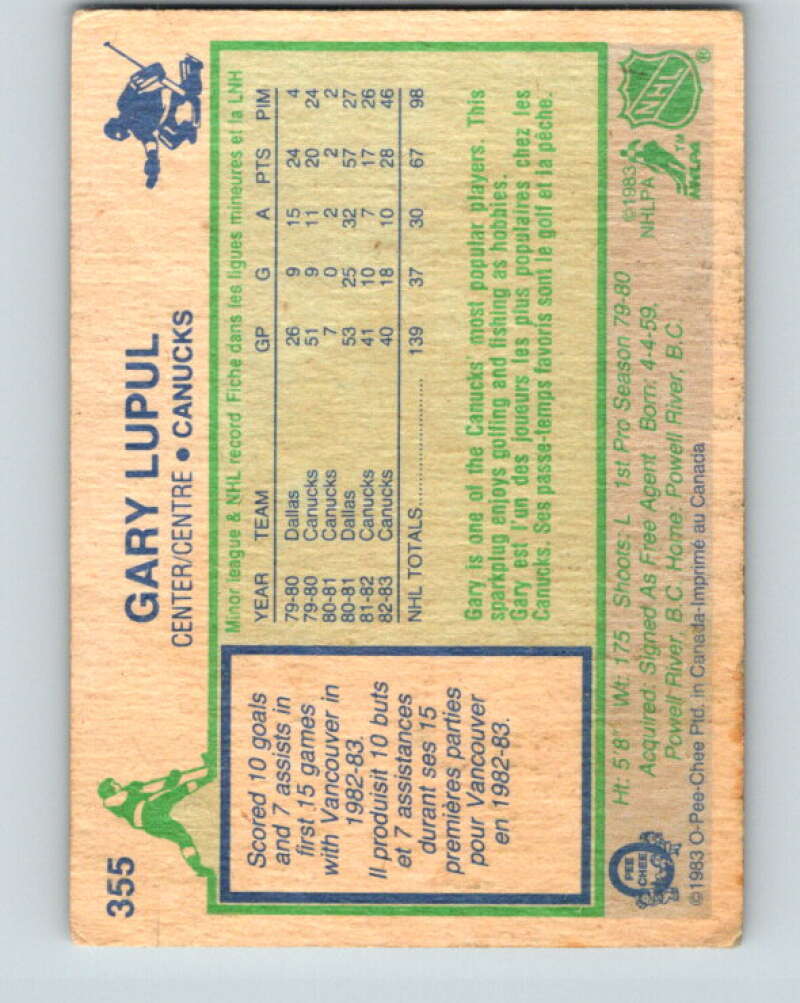 355
GARY LUPUL
CENTER/CENTRE • CANUCKS
Scored 10 goals
and 7 assists in
first 15 games
with Vancouver in
1982-83.
Il produisit 10 buts
et 7 assistances
durant ses 15
premières parties
pour Vancouver
en 1982-83.
Minor league & NHL record Fiche dans les ligues mineures et la LNH
YEAR TEAM GP G A PTS PIM
79-80 Dallas 26 9 15 24 4
79-80 Canucks 51 9 11 20 24
80-81 Canucks 7 0 2 2 2
80-81 Dallas 53 25 32 57 27
81-82 Canucks 41 10 7 17 26
82-83 Canucks 40 18 10 28 46
NHL TOTALS 139 37 30 67 98
Gary is one of the Canucks' most popular players. This
sparkplug enjoys golfing and fishing as hobbies.
Gary est l'un des joueurs les plus populaires chez les
Canucks. Ses passe-temps favoris sont le golf et la pêche.
Ht: 5'8" Wt: 175 Shoots: L 1st Pro Season 79-80
Acquired: Signed As Free Agent Born: 4-4-59,
Powell River, B.C. Home: Powell River, B.C.
©1983 O-Pee-Chee Ptd. in Canada-Imprimé au Canada
O PEE CHEE
©1983
NHLPA
NHL ®
NHLPA ™